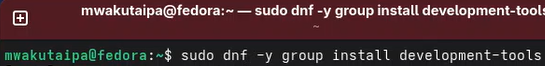 mwakutaipa@fedora:~ — sudo dnf -y group install development-tools
~
mwakutaipa@fedora:~$ sudo dnf -y group install development-tools